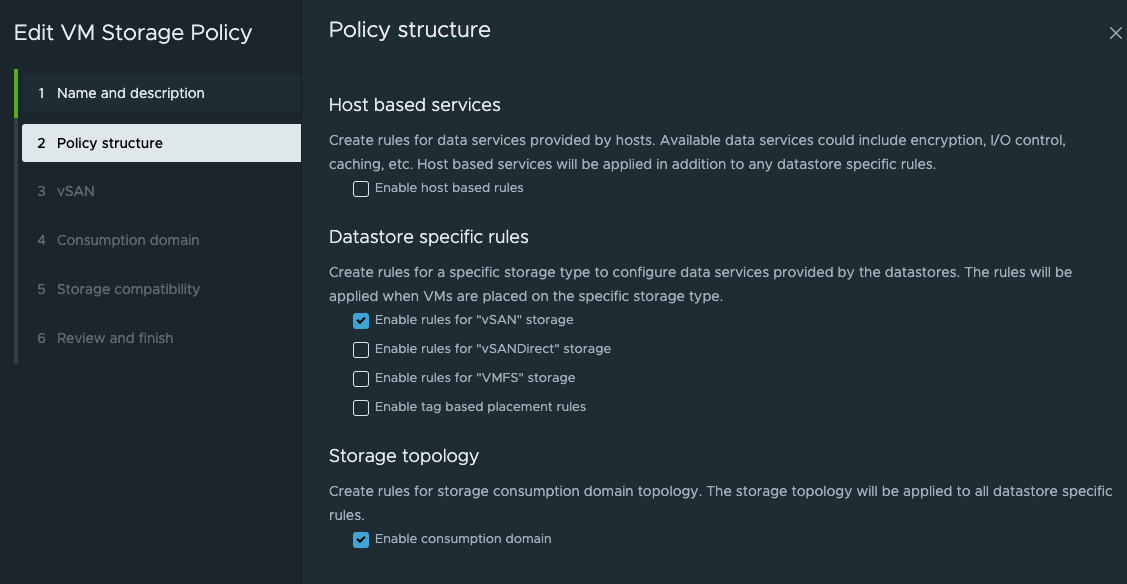 Edit VM Storage Policy
1 Name and description
2 Policy structure
3 vSAN
4 Consumption domain
5 Storage compatibility
6 Review and finish
Policy structure
Host based services
Create rules for data services provided by hosts. Available data services could include encryption, I/O control,
caching, etc. Host based services will be applied in addition to any datastore specific rules.
Enable host based rules
Datastore specific rules
Create rules for a specific storage type to configure data services provided by the datastores. The rules will be
applied when VMs are placed on the specific storage type.
Enable rules for "vSAN" storage
Enable rules for "vSANDirect" storage
Enable rules for "VMFS" storage
Enable tag based placement rules
Storage topology
Create rules for storage consumption domain topology. The storage topology will be applied to all datastore specific
rules.
Enable consumption domain